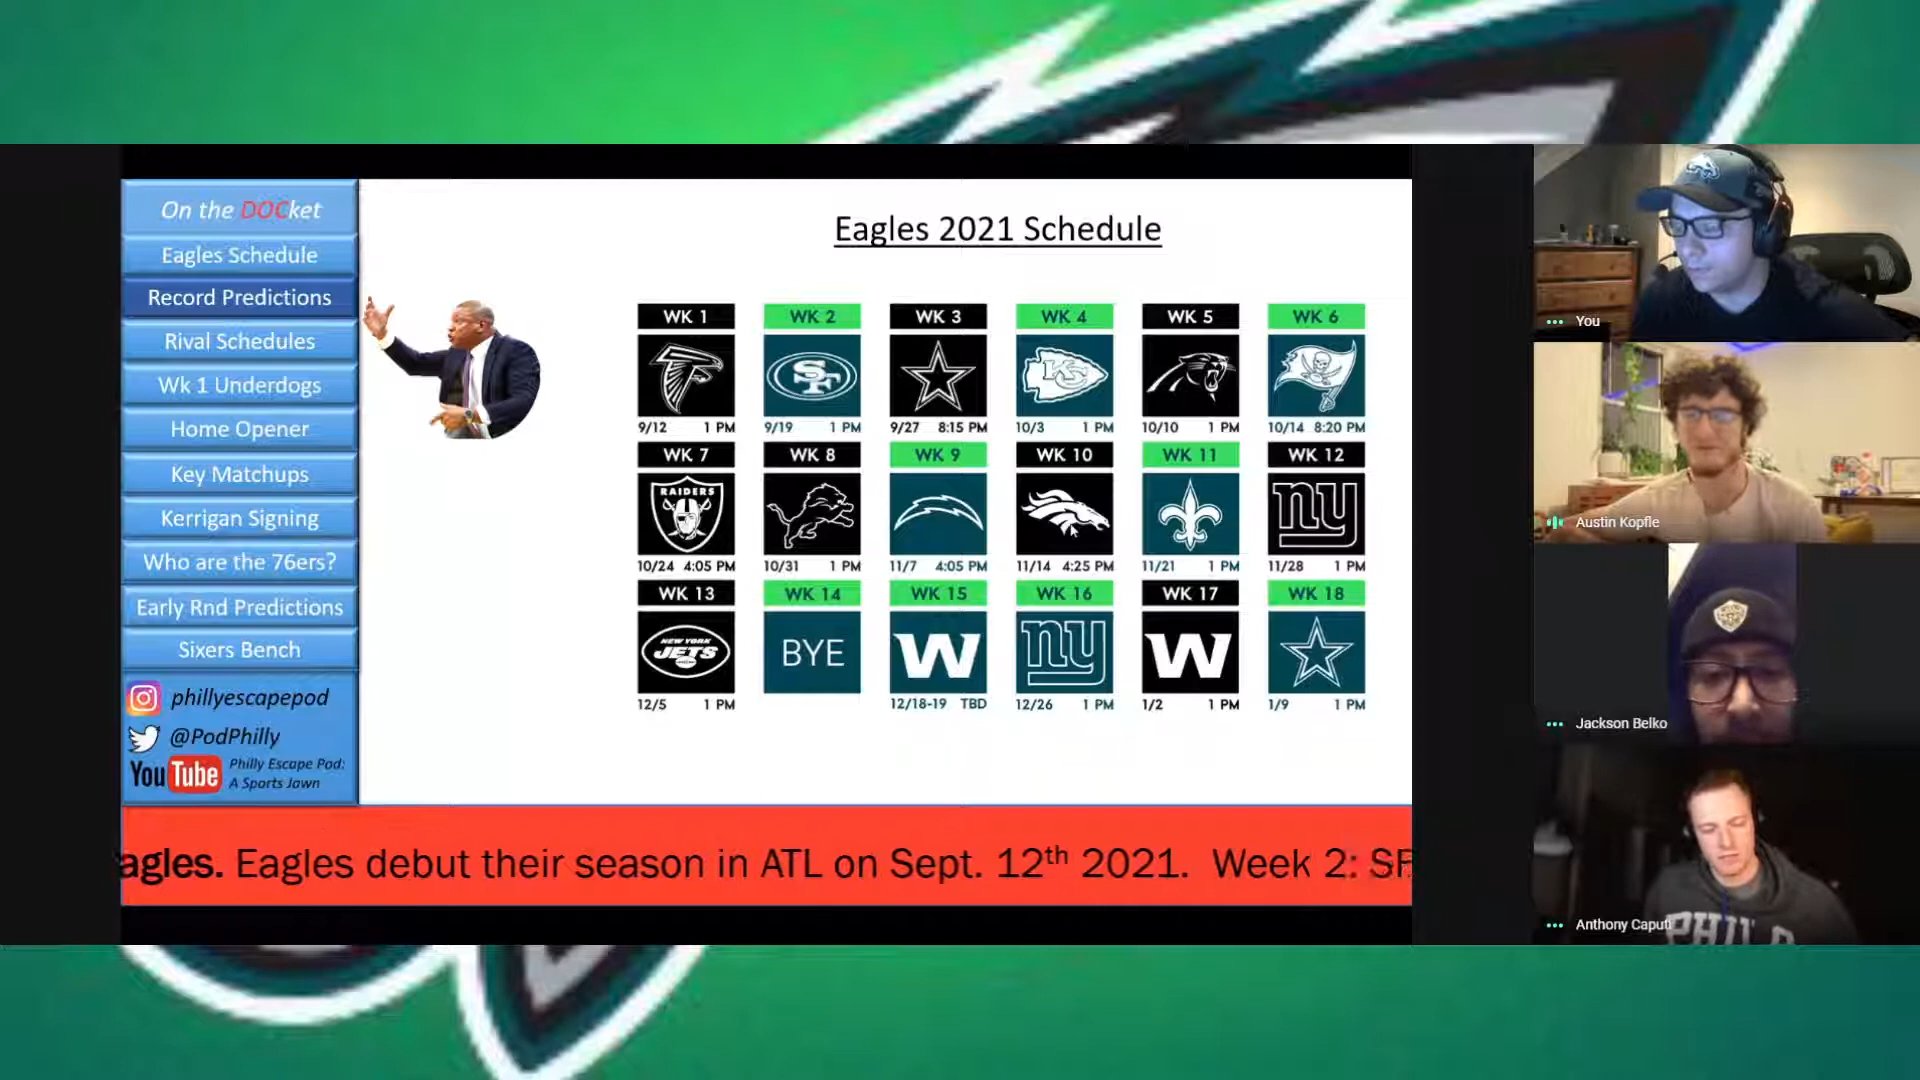 On the DOCket
Eagles Schedule
Record Predictions
Rival Schedules
Wk 1 Underdogs
Home Opener
Key Matchups
Kerrigan Signing
Who are the 76ers?
Early Rnd Predictions
Sixers Bench
phillyescapepod
@PodPhilly
YouTube Philly Escape Pod:
A Sports Jawn
Eagles 2021 Schedule
WK 1 WK 2 WK 3 WK 4 WK 5 WK 6
SF KC
9/12 1 PM 9/19 1 PM 9/27 8:15 PM 10/3 1 PM 10/10 1 PM 10/14 8:20 PM
WK 7 WK 8 WK 9 WK 10 WK 11 WK 12
RAIDERS ny
10/24 4:05 PM 10/31 1 PM 11/7 4:05 PM 11/14 4:25 PM 11/21 1 PM 11/28 1 PM
WK 13 WK 14 WK 15 WK 16 WK 17 WK 18
NEW YORK
JETS BYE W ny W
12/5 1 PM 12/18-19 TBD 12/26 1 PM 1/2 1 PM 1/9 1 PM
agles. Eagles debut their season in ATL on Sept. 12th 2021. Week 2: SF
You
Austin Kopfle
Jackson Belko
Anthony Caputi